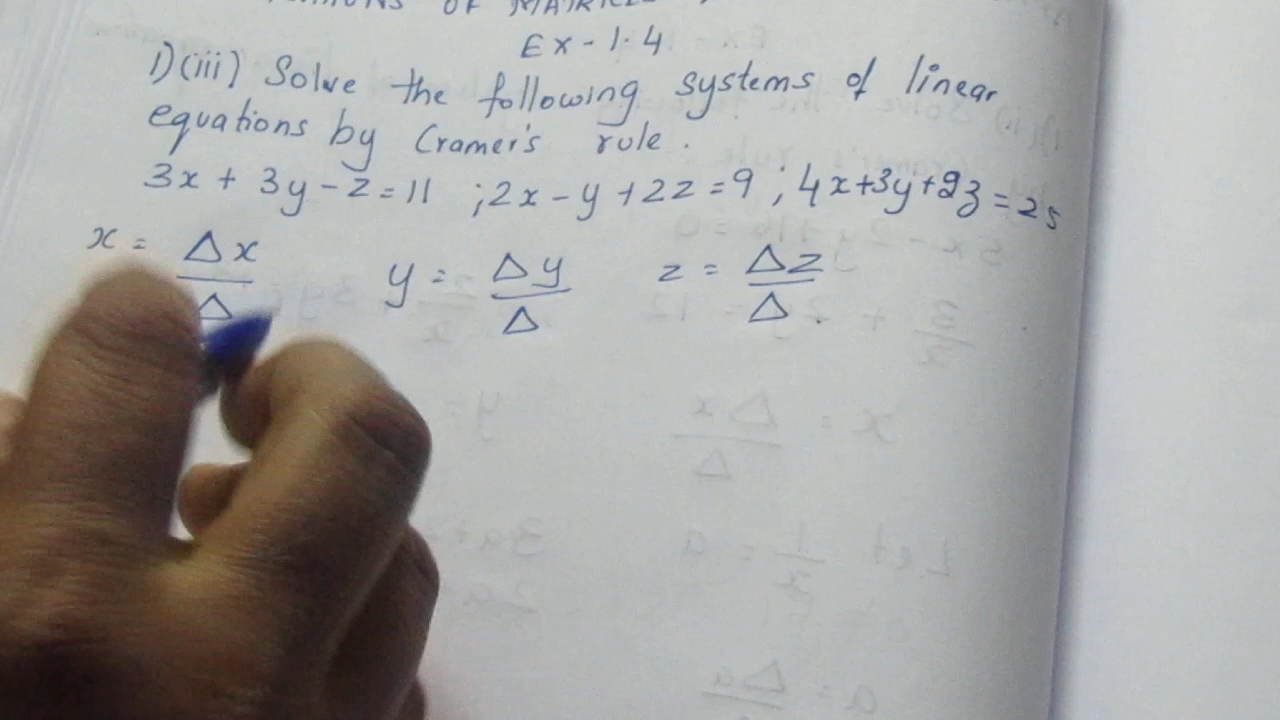 OF
Ex-1.4
1)(iii) Solve the following systems of linear
equations by Cramer's rule.
3x + 3y - z = 11 ; 2x - y + 2z = 9 ; 4x+3y+2z = 25
x = Δx/Δ y = Δy/Δ z = Δz/Δ.